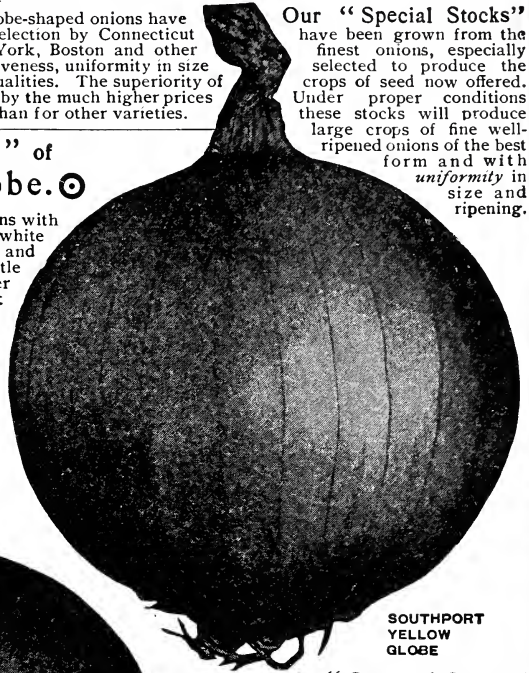 obe-shaped onions have
election by Connecticut
York, Boston and other
iveness, uniformity in size
ualities. The superiority of
by the much higher prices
han for other varieties.
Our “Special Stocks”
have been grown from the
finest onions, especially
selected to produce the
crops of seed now offered.
Under proper conditions
these stocks will produce
large crops of fine well-
ripened onions of the best
form and with
uniformity in
size and
ripening.
” of
obe.
ns with
white
and
tle
er
SOUTHPORT
YELLOW
GLOBE